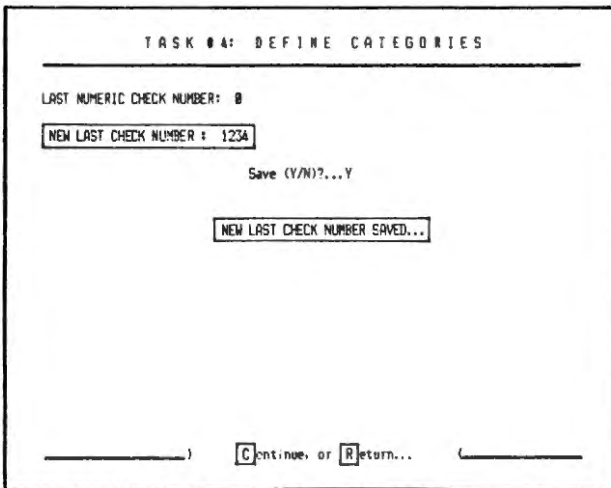 TASK #4: DEFINE CATEGORIES
LAST NUMERIC CHECK NUMBER: 0
NEW LAST CHECK NUMBER : 1234
Save (Y/N)?...Y
NEW LAST CHECK NUMBER SAVED...
Continue, or Return...